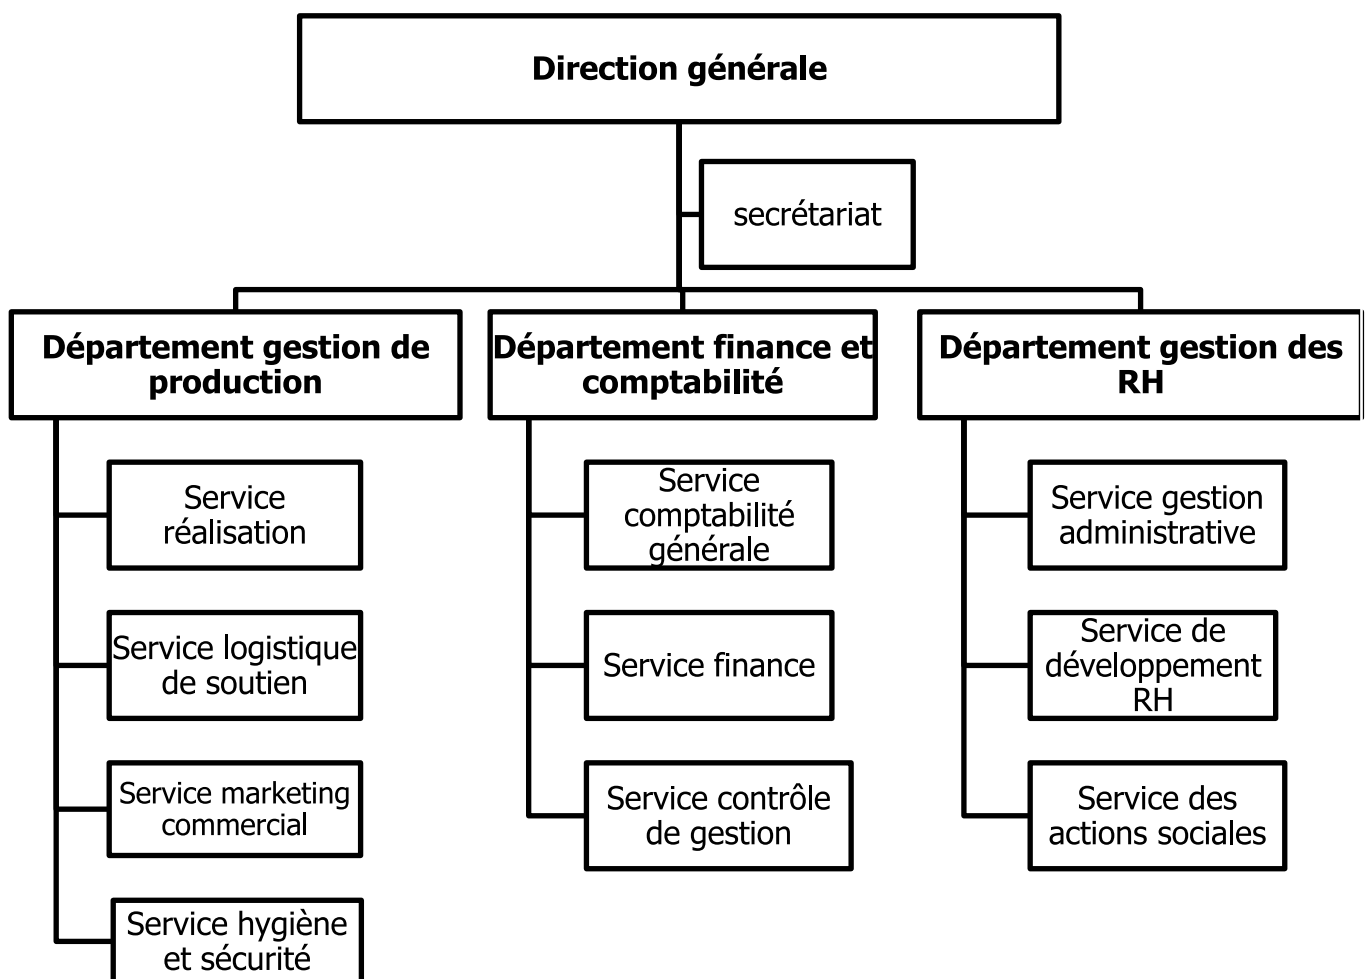 Direction générale
secrétariat
Département gestion de
production
Département finance et
comptabilité
Département gestion des
RH
Service
réalisation
Service logistique
de soutien
Service marketing
commercial
Service hygiène
et sécurité
Service
comptabilité
générale
Service finance
Service contrôle
de gestion
Service gestion
administrative
Service de
développement
RH
Service des
actions sociales